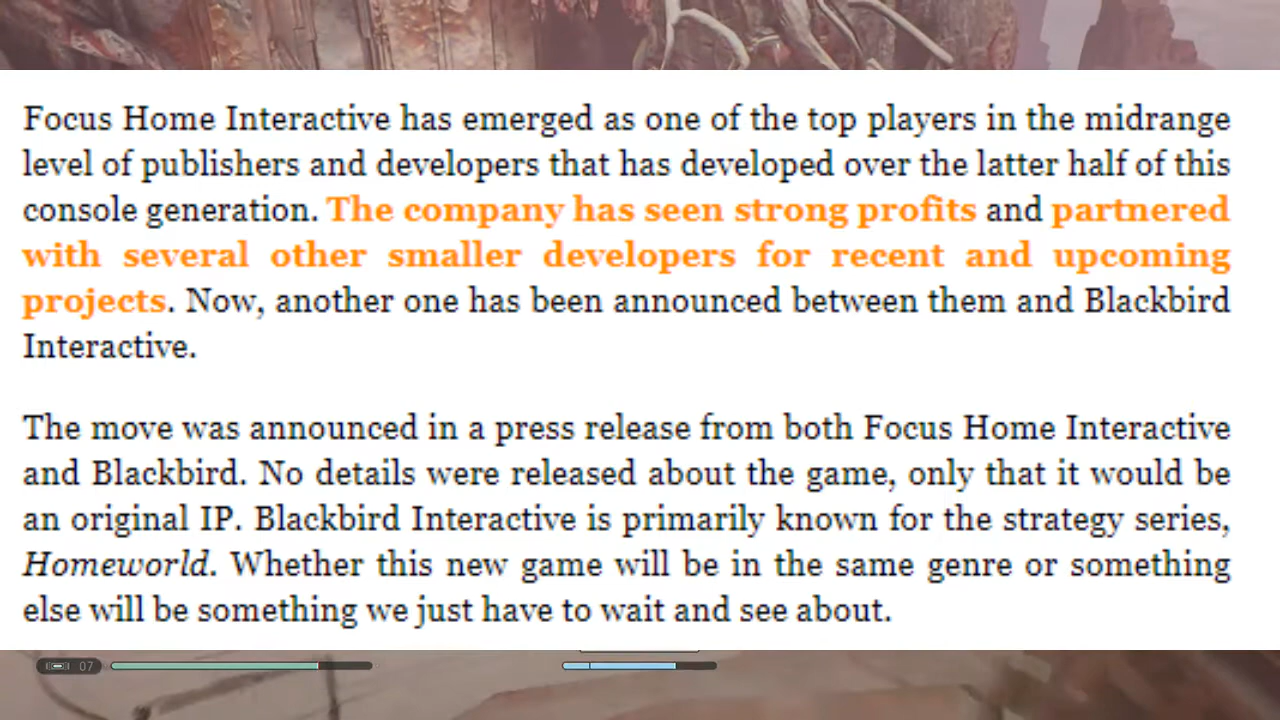 Focus Home Interactive has emerged as one of the top players in the midrange
level of publishers and developers that has developed over the latter half of this
console generation. The company has seen strong profits and partnered
with several other smaller developers for recent and upcoming
projects. Now, another one has been announced between them and Blackbird
Interactive.
The move was announced in a press release from both Focus Home Interactive
and Blackbird. No details were released about the game, only that it would be
an original IP. Blackbird Interactive is primarily known for the strategy series,
Homeworld. Whether this new game will be in the same genre or something
else will be something we just have to wait and see about.
07